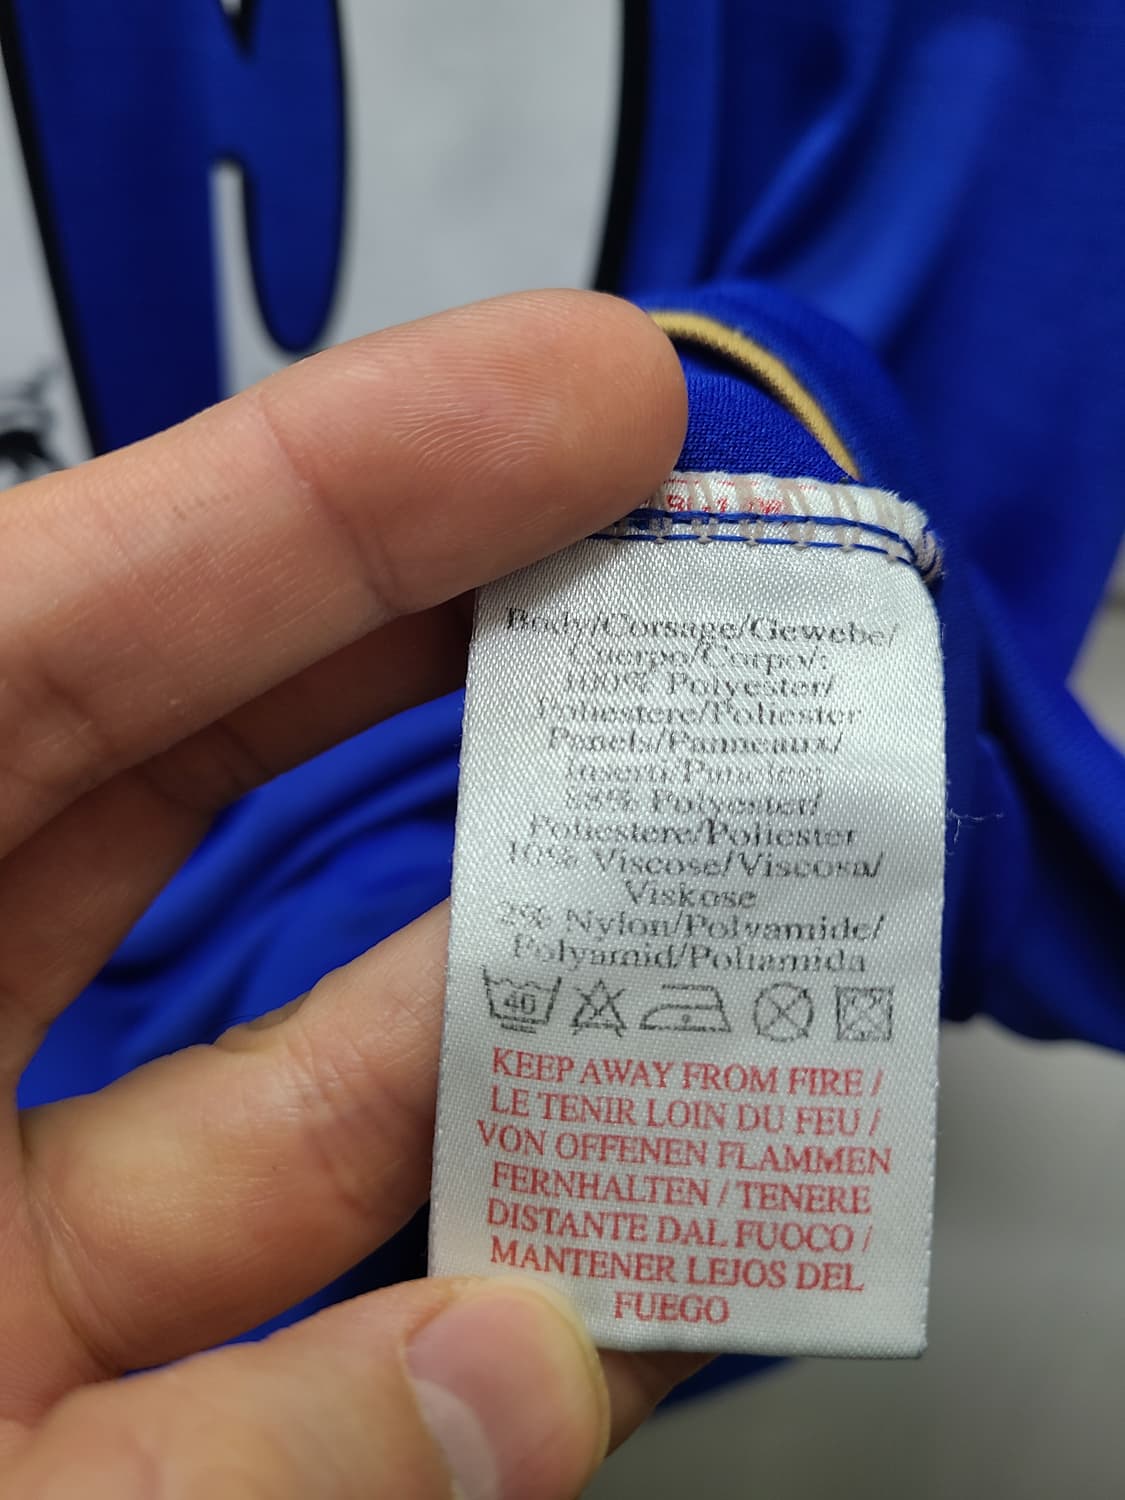 Body/Corsage/Gewebe/
Cuerpo/Corpo/:
100% Polyester/
Poliestere/Poliester
Panels/Panneaux/
Inserti/Paneles:
88% Polyester/
Poliestere/Poliester
10% Viscose/Viscosa/
Viskose
2% Nylon/Polyamide/
Polyamid/Poliamida
40
KEEP AWAY FROM FIRE /
LE TENIR LOIN DU FEU /
VON OFFENEN FLAMMEN
FERNHALTEN / TENERE
DISTANTE DAL FUOCO /
MANTENER LEJOS DEL
FUEGO